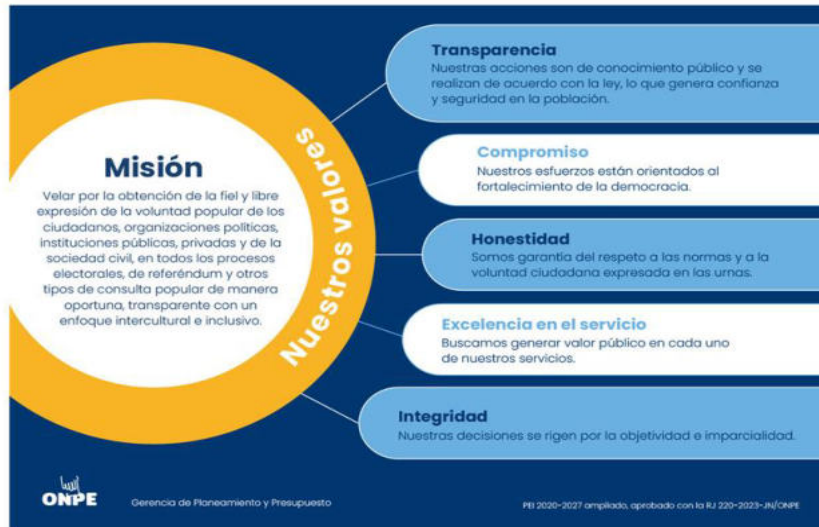 Misión
Velar por la obtención de la fiel y libre
expresión de la voluntad popular de los
ciudadanos, organizaciones políticas,
instituciones públicas, privadas y de la
sociedad civil, en todos los procesos
electorales, de referéndum y otros
tipos de consulta popular de manera
oportuna, transparente con un
enfoque intercultural e inclusivo.
Nuestros valores
Transparencia
Nuestras acciones son de conocimiento público y se
realizan de acuerdo con la ley, lo que genera confianza
y seguridad en la población.
Compromiso
Nuestros esfuerzos están orientados al
fortalecimiento de la democracia.
Honestidad
Somos garantía del respeto a las normas y a la
voluntad ciudadana expresada en las urnas.
Excelencia en el servicio
Buscamos generar valor público en cada uno
de nuestros servicios.
Integridad
Nuestras decisiones se rigen por la objetividad e imparcialidad.
ONPE
Gerencia de Planeamiento y Presupuesto
PEI 2020-2027 ampliado, aprobado con la RJ 220-2023-JN/ONPE